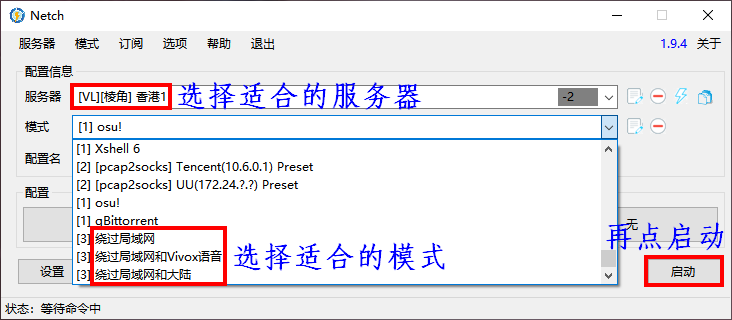 Netch
服务器 模式 订阅 选项 帮助 退出 1.9.4 关于
配置信息
服务器 [VL][棱角] 香港1 选择适合的服务器 -2
模式 [1] osu!
[1] Xshell 6
配置名 [2] [pcap2socks] Tencent(10.6.0.1) Preset
[2] [pcap2socks] UU(172.24.?.?) Preset
配置 [1] osu!
[1] qBittorrent
无
[3] 绕过局域网
再点启动
[3] 绕过局域网和Vivox语音
选择适合的模式
设置 [3] 绕过局域网和大陆 启动
状态：等待命令中